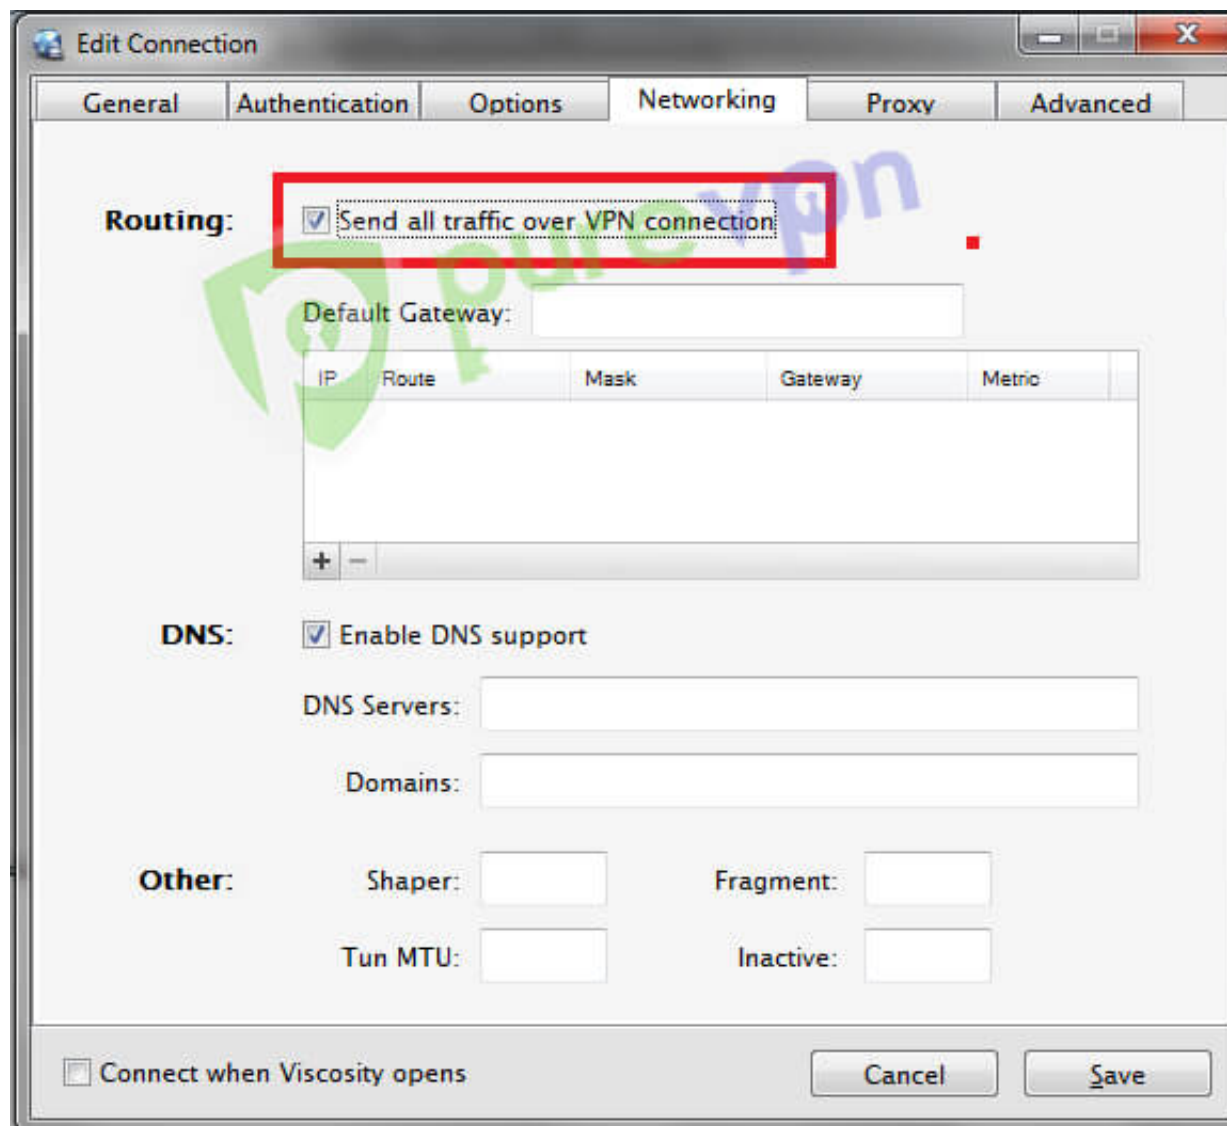 Edit Connection
General Authentication Options Networking Proxy Advanced
Routing: Send all traffic over VPN connection
purevpn
Default Gateway:
IP Route Mask Gateway Metric
DNS: Enable DNS support
DNS Servers:
Domains:
Other: Shaper: Fragment:
Tun MTU: Inactive:
Connect when Viscosity opens Cancel Save